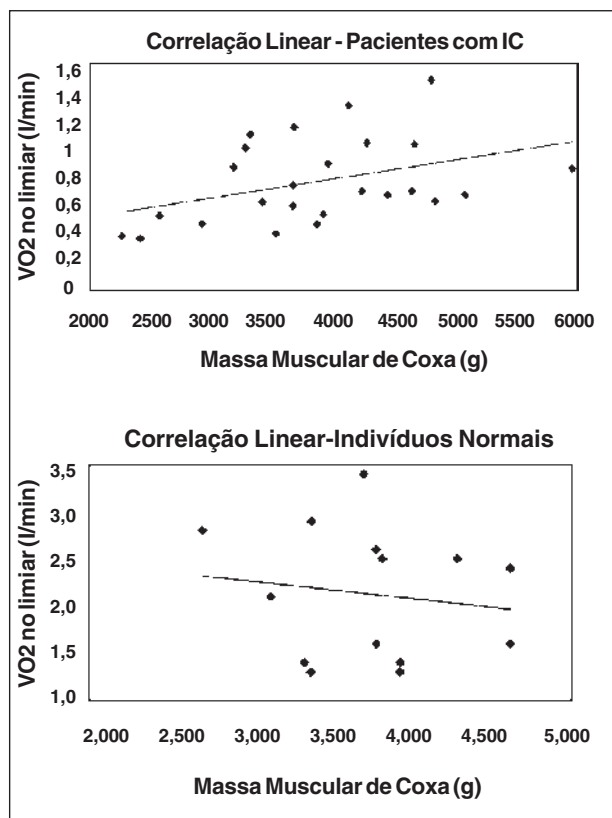 Correlação Linear - Pacientes com IC
VO2 no limiar (l/min)
1,6
1,4
1,2
1
0,8
0,6
0,4
0,2
0
2000 2500 3000 3500 4000 4500 5000 5500 6000
Massa Muscular de Coxa (g)
Correlação Linear-Indivíduos Normais
VO2 no limiar (l/min)
3,5
3,0
2,5
2,0
1,5
1,0
2,000 2,500 3,000 3,500 4,000 4,500 5,000
Massa Muscular de Coxa (g)